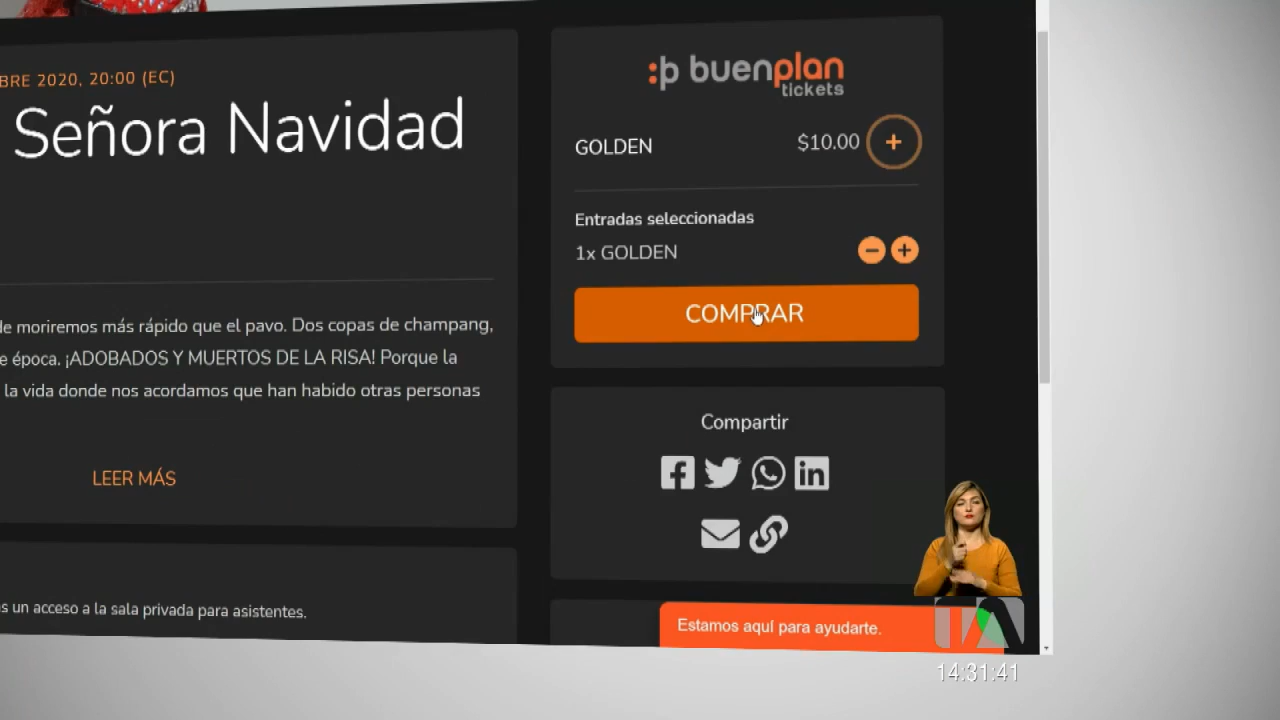 BRE 2020, 20:00 (EC)
Señora Navidad
de moriremos más rápido que el pavo. Dos copas de champang,
e época. ¡ADOBADOS Y MUERTOS DE LA RISA! Porque la
la vida donde nos acordamos que han habido otras personas
LEER MÁS
s un acceso a la sala privada para asistentes.
:þ buenplan
tickets
GOLDEN $10.00 +
Entradas seleccionadas
1x GOLDEN − +
COMPRAR
Compartir
Estamos aquí para ayudarte.
TA
14:31:41